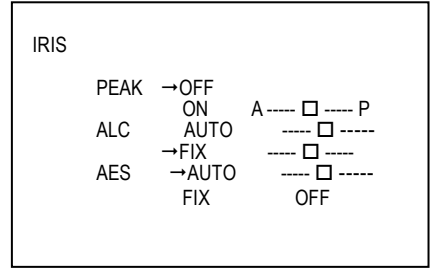 IRIS
PEAK →OFF
ON A ----- □ ----- P
ALC AUTO ----- □ -----
→FIX ----- □ -----
AES →AUTO ----- □ -----
FIX OFF